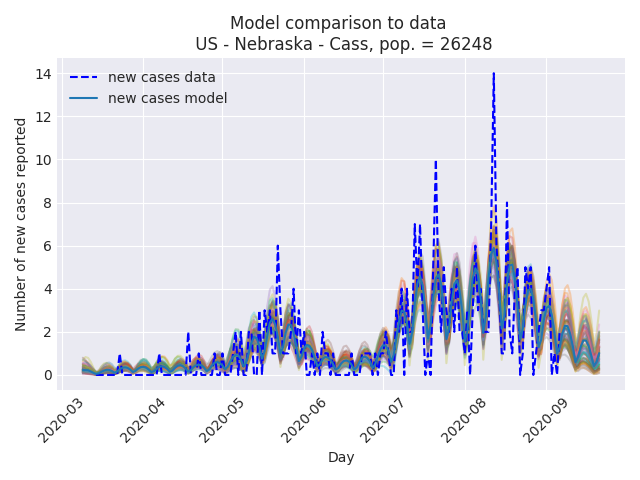 Model comparison to data
US - Nebraska - Cass, pop. = 26248
new cases data
new cases model
Number of new cases reported
14
12
10
8
6
4
2
0
2020-03
2020-04
2020-05
2020-06
2020-07
2020-08
2020-09
Day